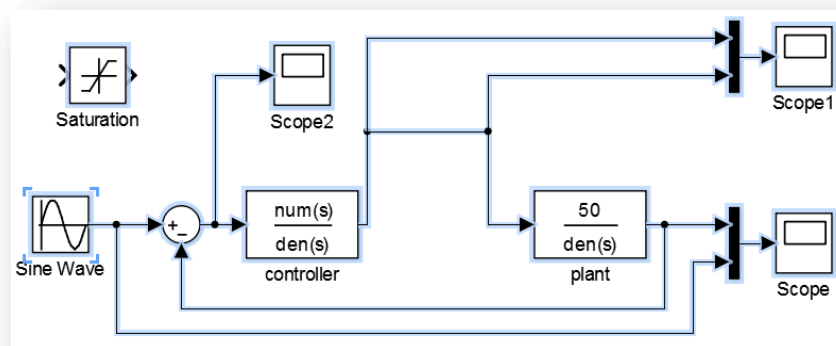 Saturation
Scope2
Scope1
+
−
num(s)
den(s)
50
den(s)
Sine Wave
controller
plant
Scope